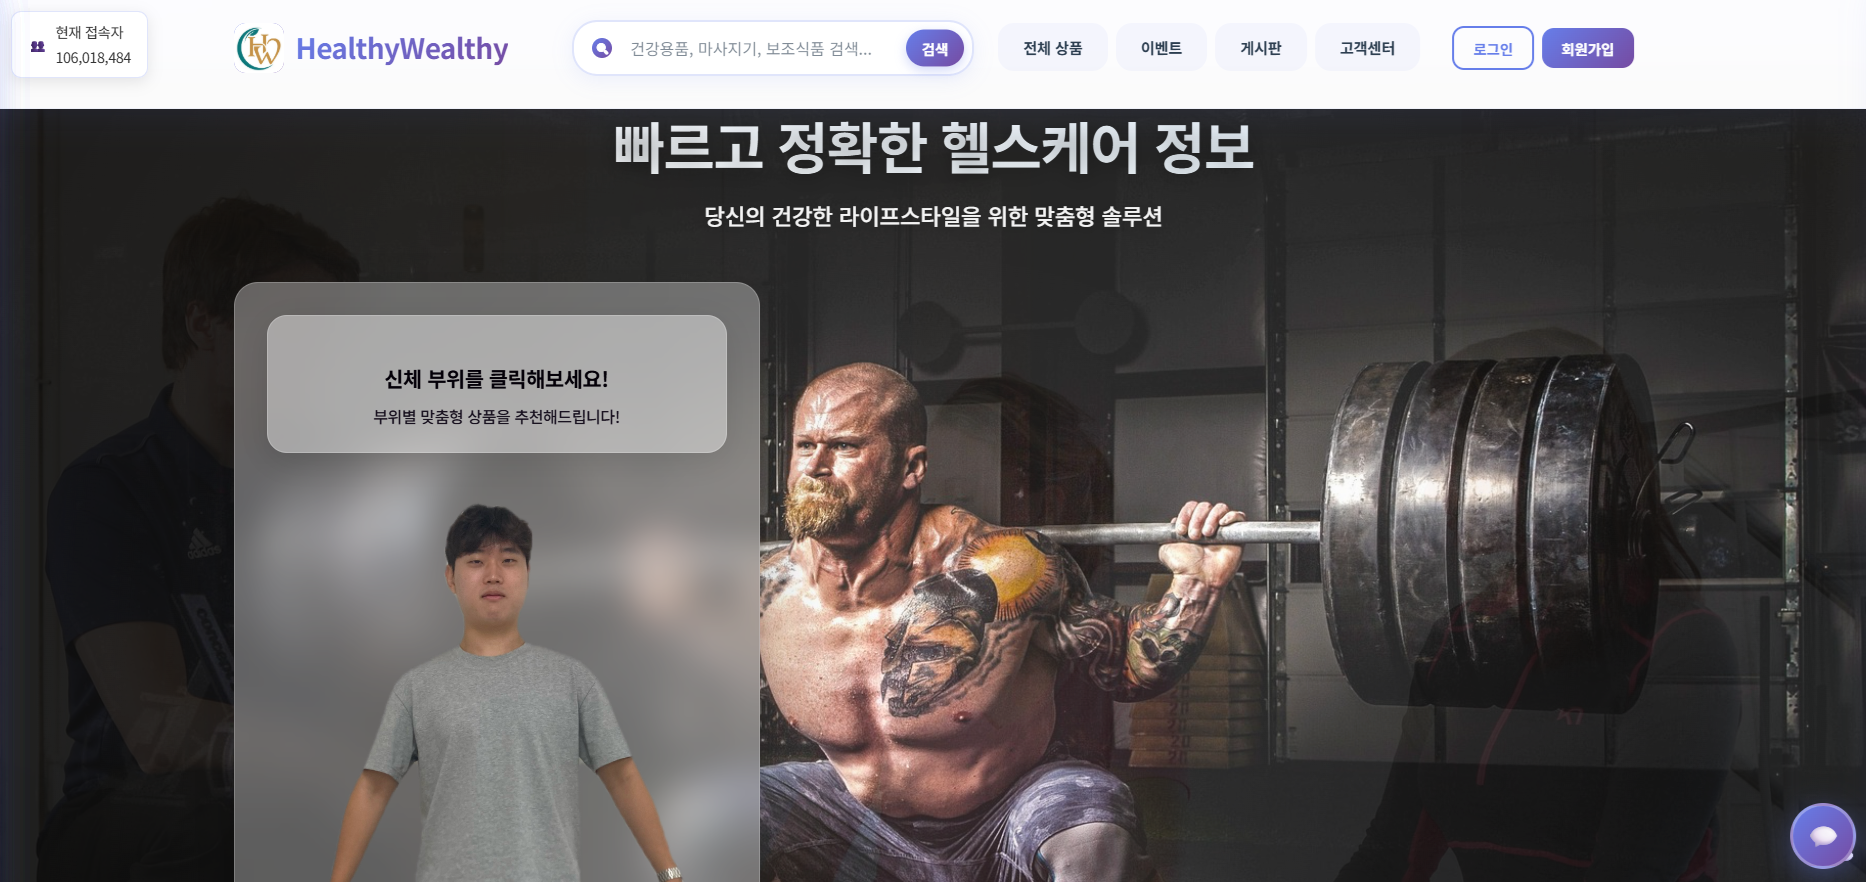 현재 접속자
106,018,484
HealthyWealthy
건강용품, 마사지기, 보조식품 검색...
검색
전체 상품
이벤트
게시판
고객센터
로그인
회원가입
빠르고 정확한 헬스케어 정보
당신의 건강한 라이프스타일을 위한 맞춤형 솔루션
신체 부위를 클릭해보세요!
부위별 맞춤형 상품을 추천해드립니다!
adidas